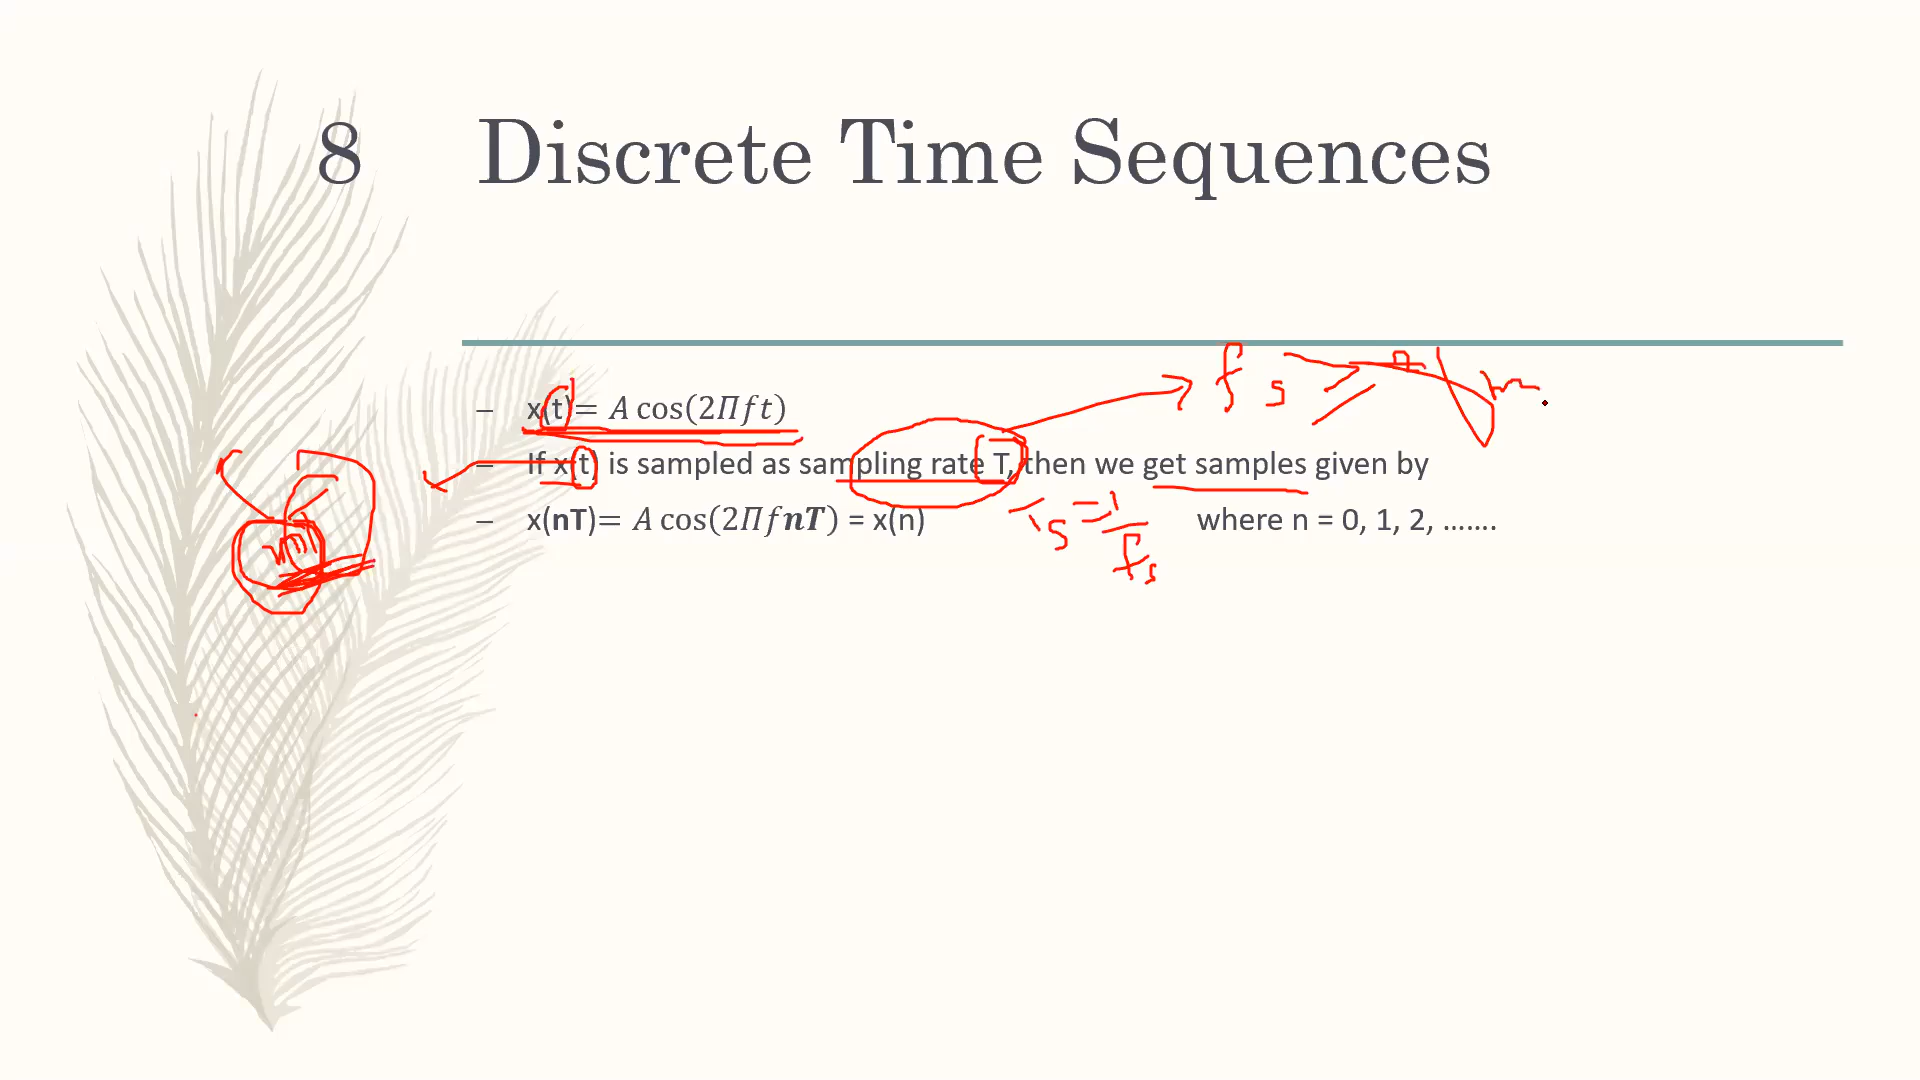 8 Discrete Time Sequences
– x(t)= A cos(2Πft)
– If x(t) is sampled as sampling rate T, then we get samples given by
– x(nT)= A cos(2ΠfnT) = x(n) where n = 0, 1, 2, .......
fs ≥
Ts = 1/fs